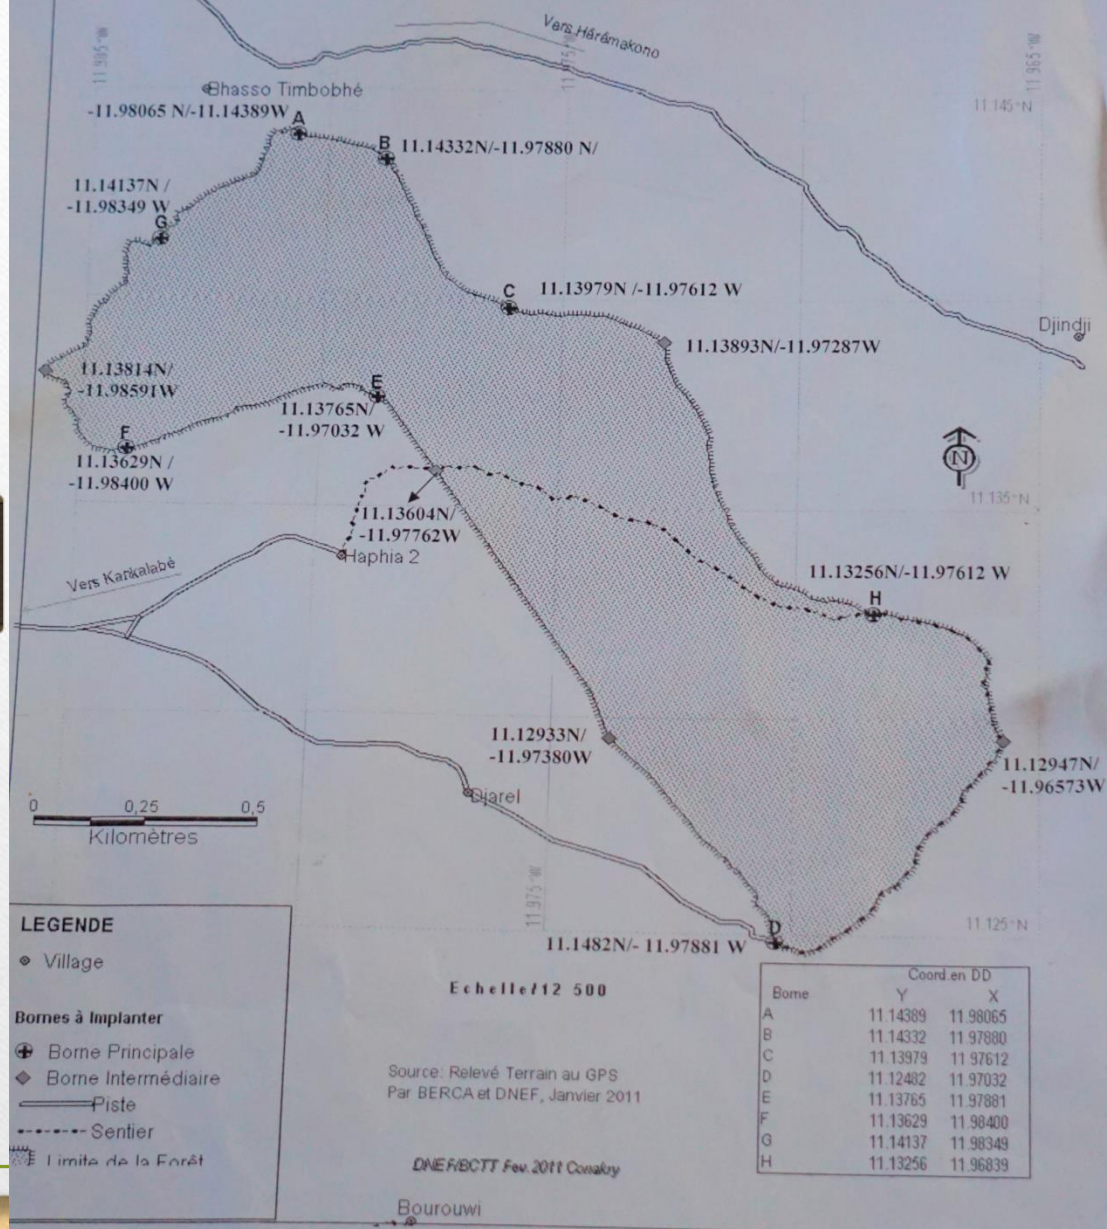 Vers Hárámakono
11.985°W
11.975°W
11.965°W
Bhasso Timbobhé
-11.98065 N/-11.14389W
11.145°N
A
B
11.14332N/-11.97880 N/
11.14137N /
-11.98349 W
G
C
11.13979N /-11.97612 W
Djindji
11.13893N/-11.97287W
11.13814N/
-11.98591W
E
11.13765N/
-11.97032 W
F
11.13629N /
-11.98400 W
N
11.135°N
11.13604N/
-11.97762W
Haphia 2
Vers Kankalabé
11.13256N/-11.97612 W
H
11.12933N/
-11.97380W
11.12947N/
-11.96573W
Djarel
0 0,25 0,5
Kilomètres
11.975°W
11.125°N
D
11.1482N/- 11.97881 W
LEGENDE
Village
Bornes à Implanter
Borne Principale
Borne Intermédiaire
Piste
Sentier
Limite de la Forêt
Echelle/12 500
Source: Relevé Terrain au GPS
Par BERCA et DNEF, Janvier 2011
DNEF/BCTT Fev. 2011 Conakry
Coord.en DD
Borne Y X
A 11.14389 11.98065
B 11.14332 11.97880
C 11.13979 11.97612
D 11.12482 11.97032
E 11.13765 11.97881
F 11.13629 11.98400
G 11.14137 11.98349
H 11.13256 11.96839
Bourouwi